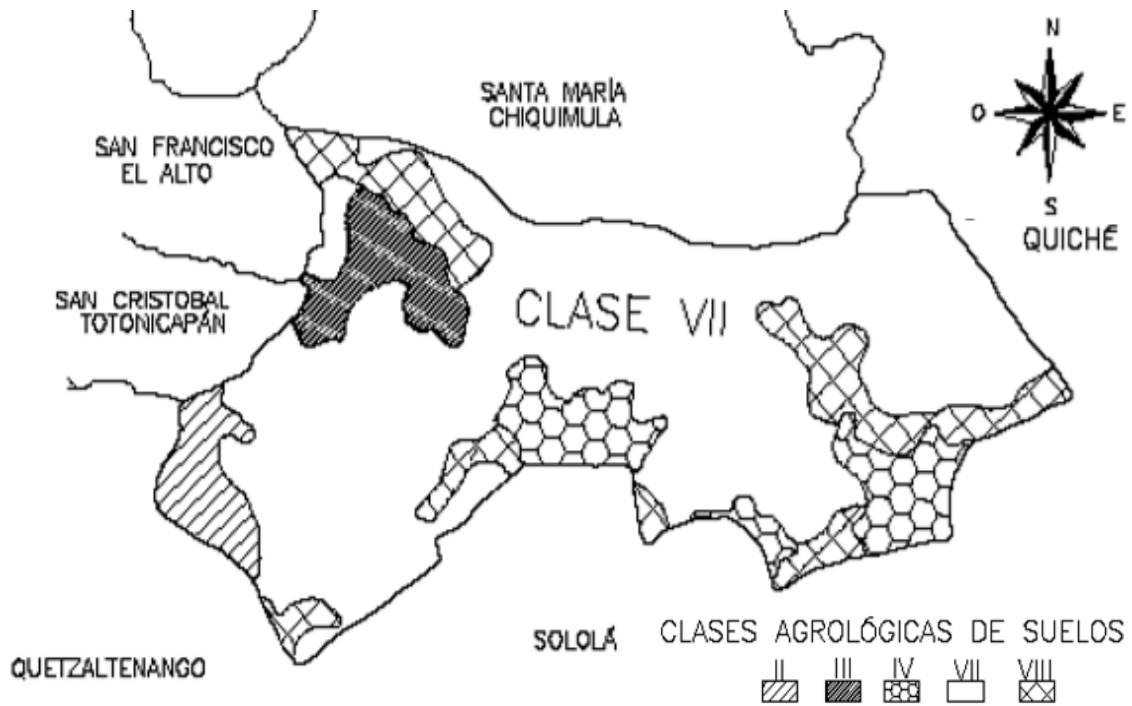 SANTA MARÍA
CHIQUIMULA
SAN FRANCISCO
EL ALTO
N
O
E
S
QUICHÉ
SAN CRISTOBAL
TOTONICAPÁN
CLASE VII
SOLOLÁ
QUETZALTENANGO
CLASES AGROLÓGICAS DE SUELOS
II III IV VII VIII